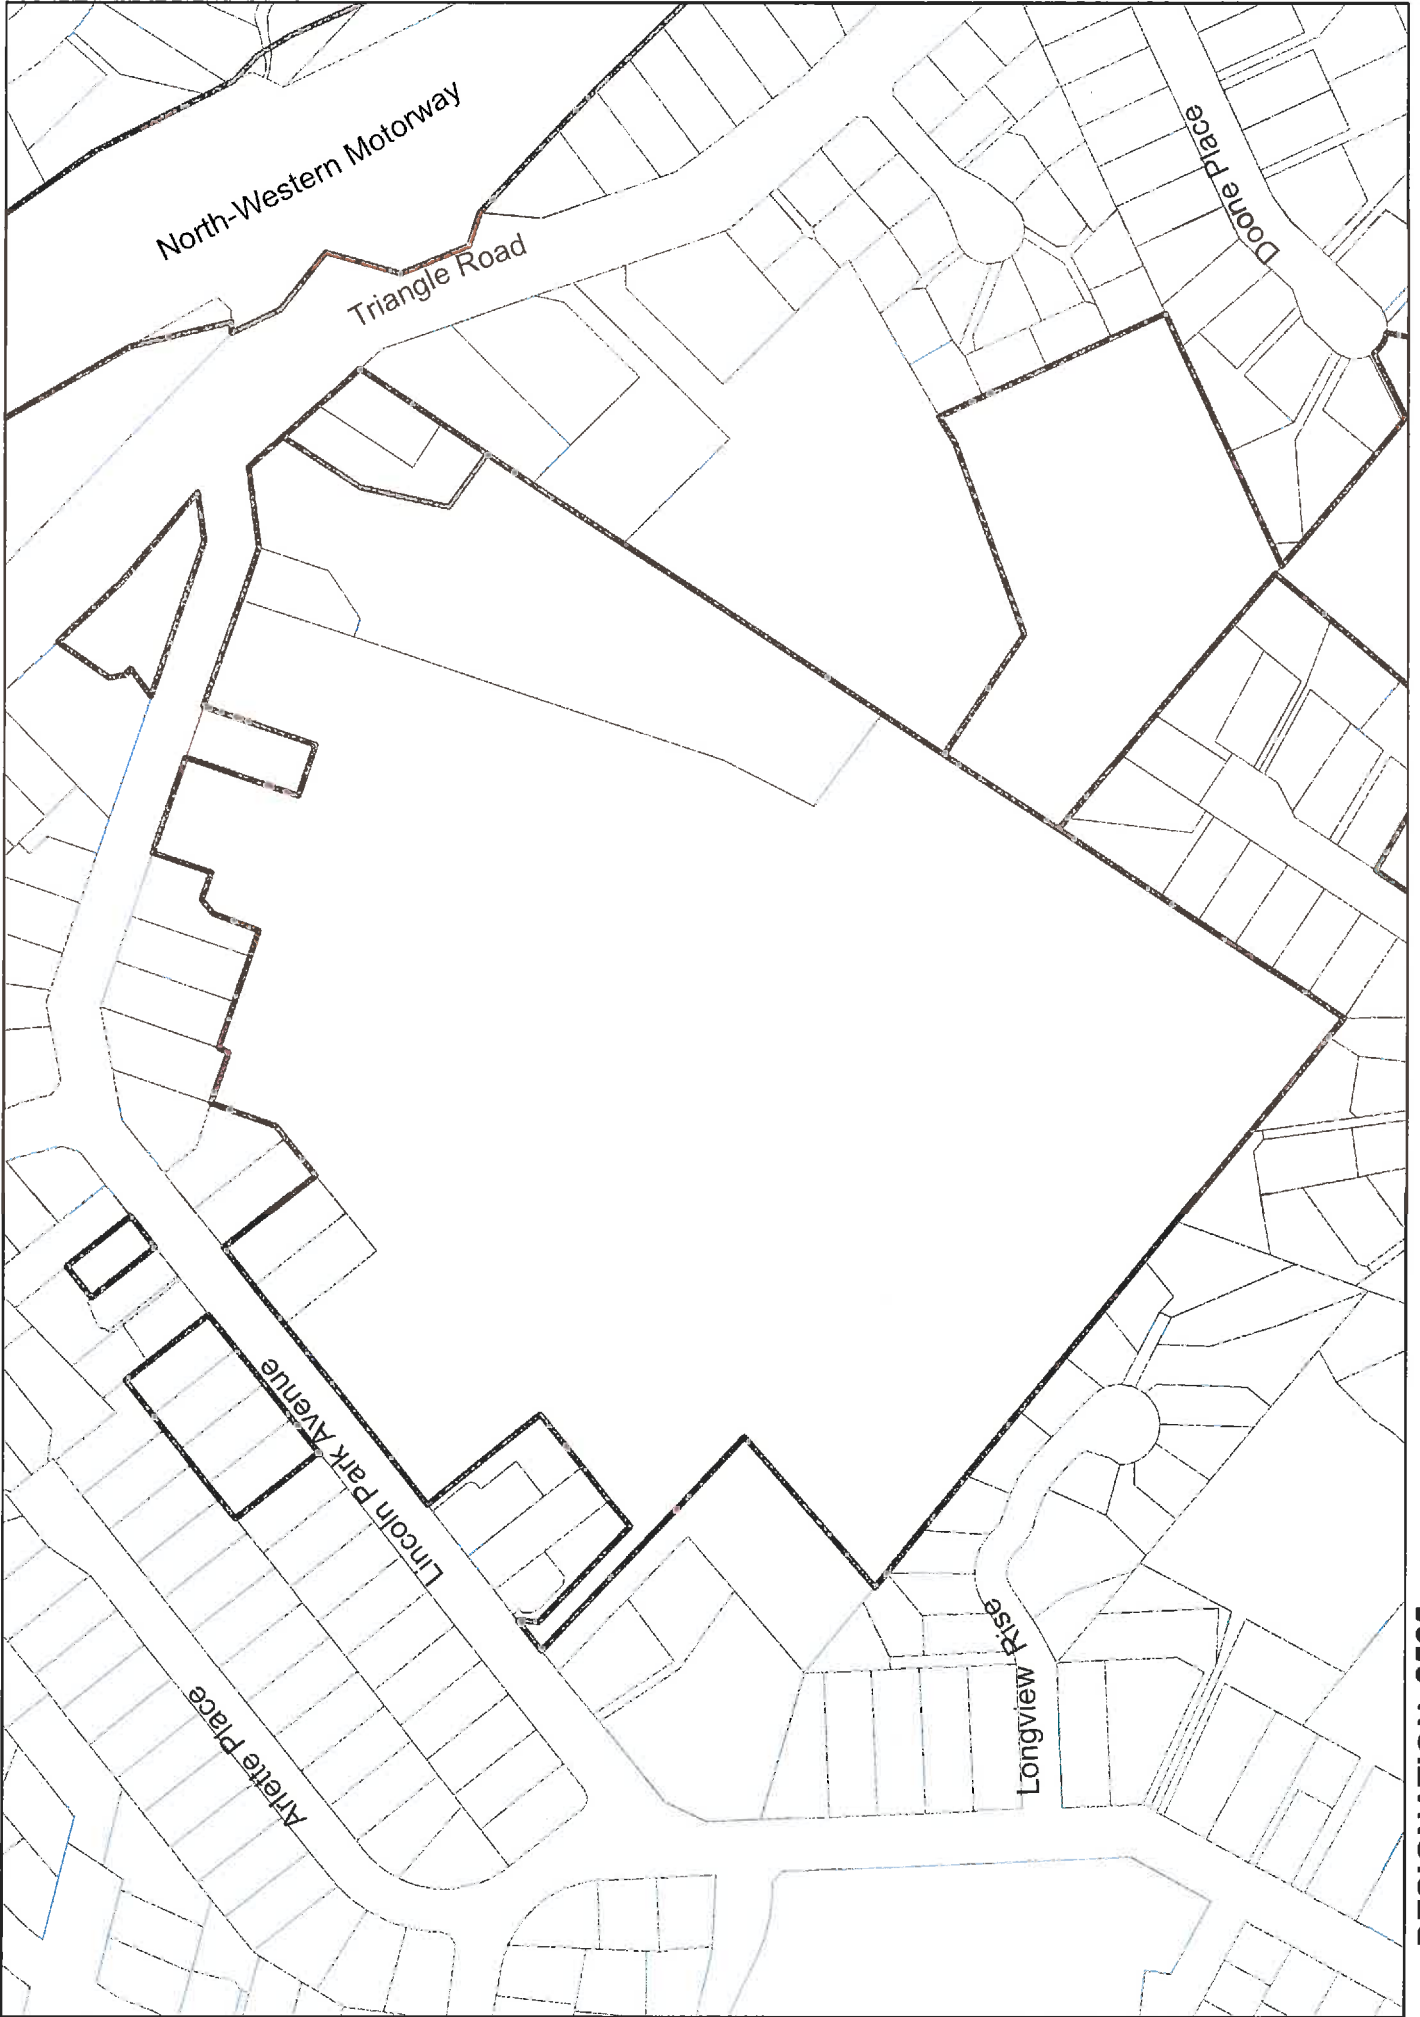 North-Western Motorway
Triangle Road
Doone Place
Lincoln Park Avenue
Arlette Place
Longview Rise